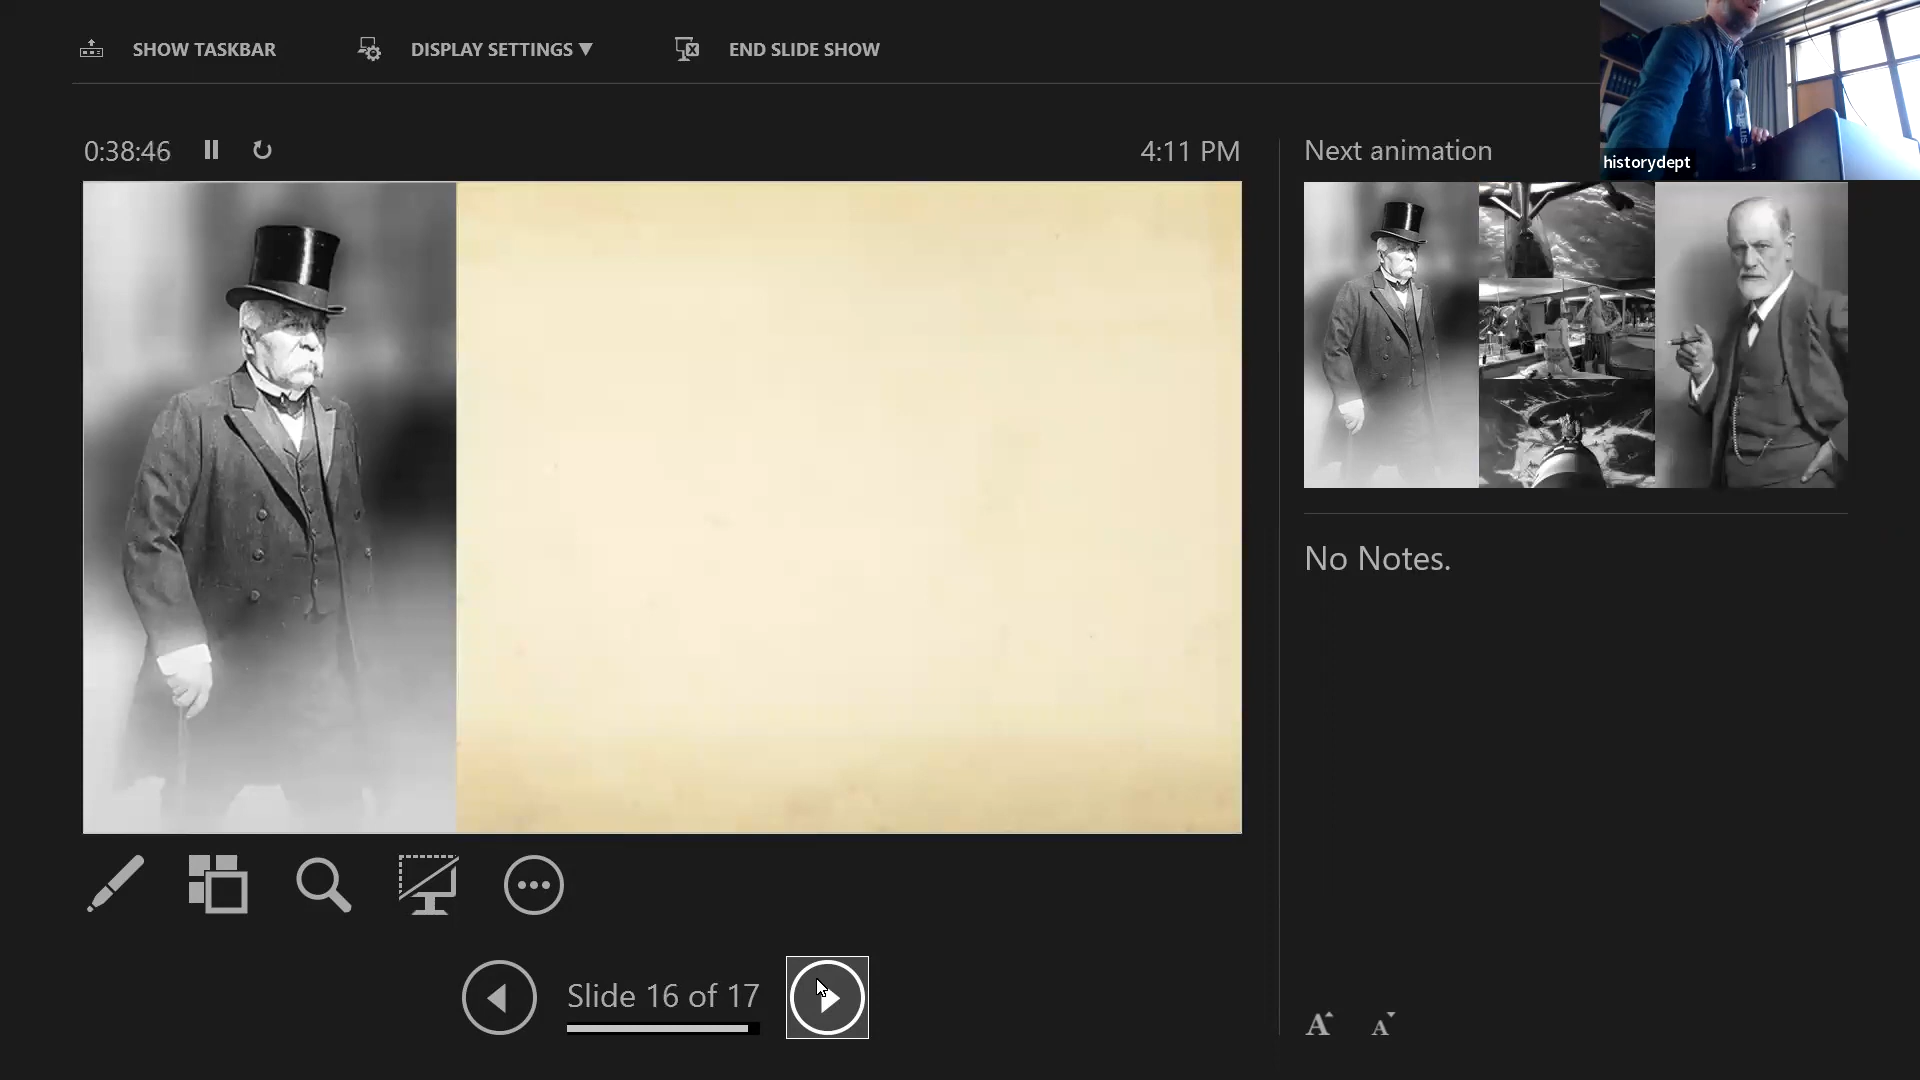 SHOW TASKBAR
DISPLAY SETTINGS ▼
END SLIDE SHOW
historydept
0:38:46
4:11 PM
Next animation
No Notes.
Slide 16 of 17
A
A